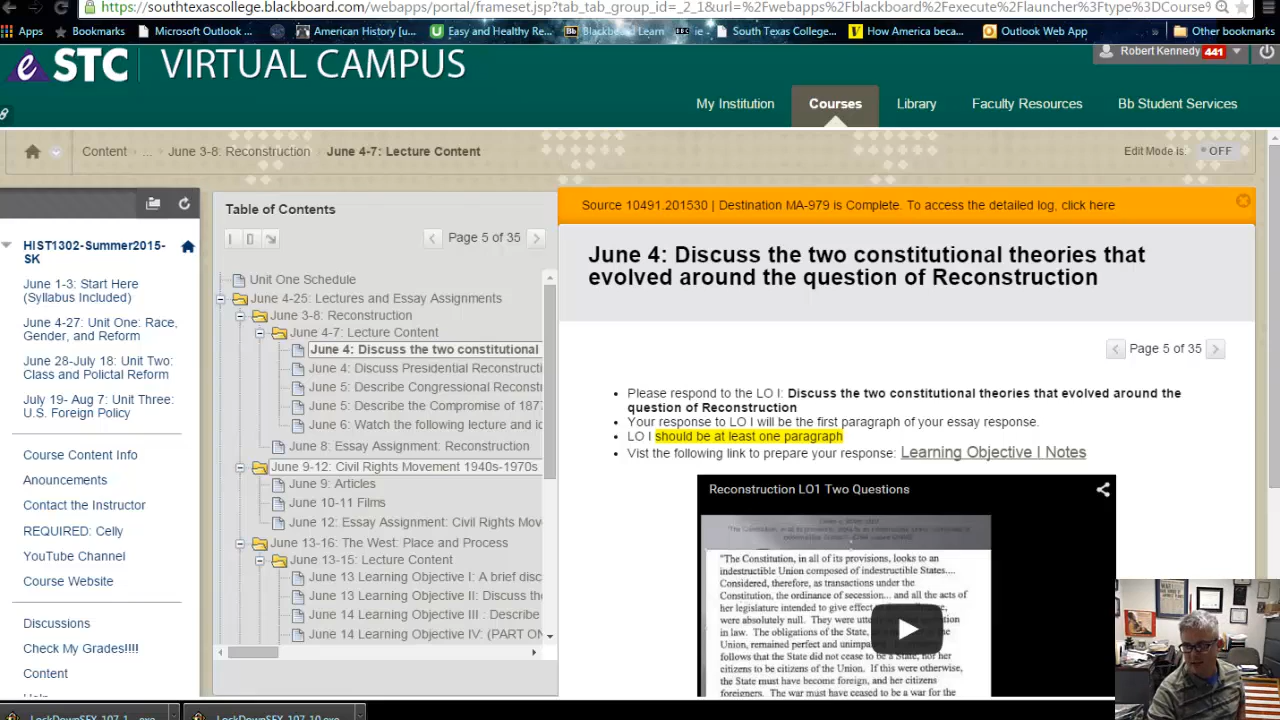 https://southtexascollege.blackboard.com/webapps/portal/frameset.jsp?tab_tab_group_id=_2_1&url=%2Fwebapps%2Fblackboard%2Fexecute%2Flauncher%3Ftype%3DCourse
Apps Bookmarks Microsoft Outlook ... American History [u... Easy and Healthy Re... Blackboard Learn ie - South Texas College... How America beca... Outlook Web App » Other bookmarks
e STC VIRTUAL CAMPUS
Robert Kennedy 441
My Institution Courses Library Faculty Resources Bb Student Services
Content ... June 3-8: Reconstruction June 4-7: Lecture Content Edit Mode is: OFF
HIST1302-Summer2015-
SK
June 1-3: Start Here
(Syllabus Included)
June 4-27: Unit One: Race,
Gender, and Reform
June 28-July 18: Unit Two:
Class and Polictal Reform
July 19- Aug 7: Unit Three:
U.S. Foreign Policy
Course Content Info
Anouncements
Contact the Instructor
REQUIRED: Celly
YouTube Channel
Course Website
Discussions
Check My Grades!!!!
Content
Help
Table of Contents
Page 5 of 35
Unit One Schedule
June 4-25: Lectures and Essay Assignments
June 3-8: Reconstruction
June 4-7: Lecture Content
June 4: Discuss the two constitutional
June 4: Discuss Presidential Reconstructi
June 5: Describe Congressional Reconst
June 5: Describe the Compromise of 187
June 6: Watch the following lecture and id
June 8: Essay Assignment: Reconstruction
June 9-12: Civil Rights Movement 1940s-1970s
June 9: Articles
June 10-11 Films
June 12: Essay Assignment: Civil Rights Mov
June 13-16: The West: Place and Process
June 13-15: Lecture Content
June 13 Learning Objective I: A brief disc
June 13 Learning Objective II: Discuss the
June 14 Learning Objective III . Describe
June 14 Learning Objective IV: (PART ON
Source 10491.201530 | Destination MA-979 is Complete. To access the detailed log, click here
June 4: Discuss the two constitutional theories that
evolved around the question of Reconstruction
Page 5 of 35
• Please respond to the LO I: Discuss the two constitutional theories that evolved around the
question of Reconstruction
• Your response to LO I will be the first paragraph of your essay response.
• LO I should be at least one paragraph
• Vist the following link to prepare your response: Learning Objective I Notes
Reconstruction LO1 Two Questions
"The Constitution, in all of its provisions, looks to an
indestructible Union composed of indestructible States....
Considered, therefore, as transactions under the
Constitution, the ordinance of secession... and all the acts of
her legislature intended to give effect
be absolutely null. They were
in law. The obligations of the State,
Union, remained perfect and unimpa
follows that the State did not cease to be a State, nor her
citizens to be citizens of the Union. If this were otherwise,
the State must have become foreign, and her citizens
foreigners. The war must have ceased to be a war for the
LockDownSFX_107_1....exe LockDownSFX_107_10.exe